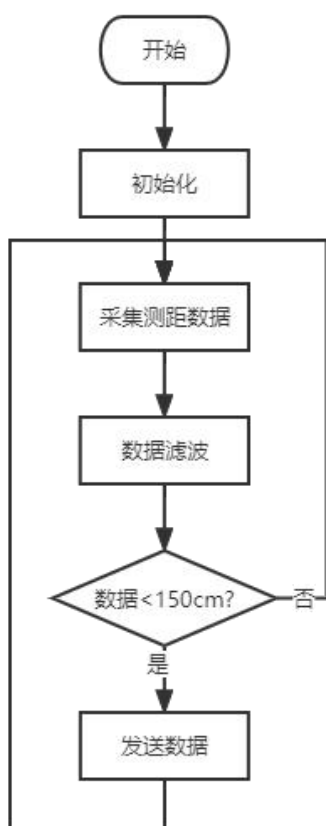 开始
初始化
采集测距数据
数据滤波
数据<150cm?
否
是
发送数据